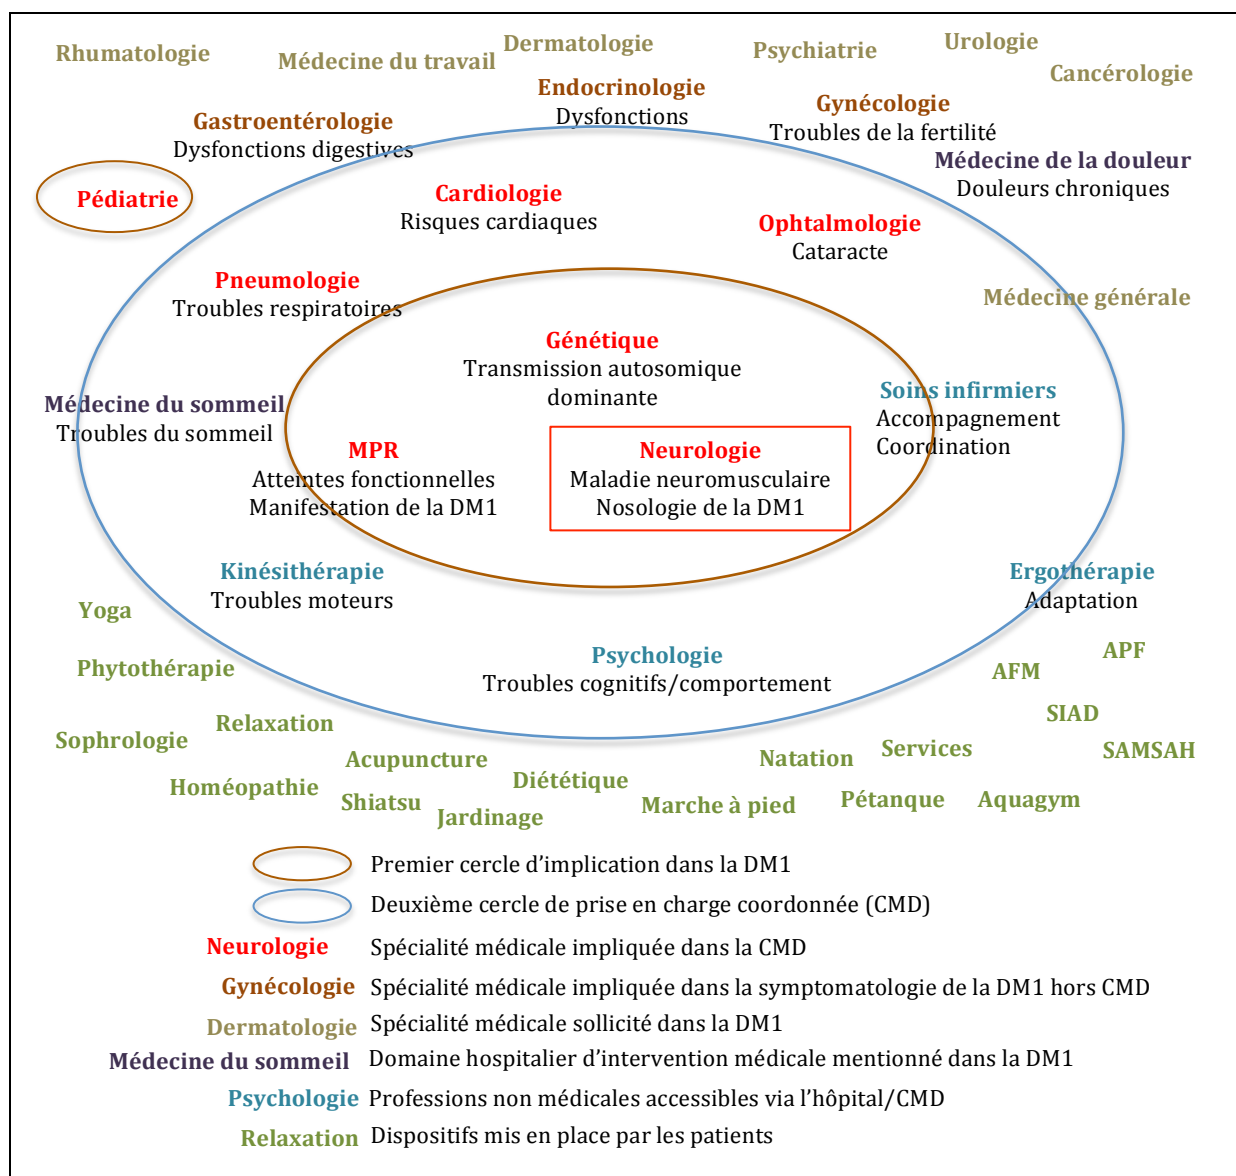 Rhumatologie
Médecine du travail
Dermatologie
Psychiatrie
Urologie
Cancérologie
Gastroentérologie
Dysfonctions digestives
Endocrinologie
Dysfonctions
Gynécologie
Troubles de la fertilité
Médecine de la douleur
Douleurs chroniques
Pédiatrie
Cardiologie
Risques cardiaques
Ophtalmologie
Cataracte
Pneumologie
Troubles respiratoires
Médecine générale
Génétique
Transmission autosomique
dominante
Médecine du sommeil
Troubles du sommeil
Soins infirmiers
Accompagnement
Coordination
MPR
Atteintes fonctionnelles
Manifestation de la DM1
Neurologie
Maladie neuromusculaire
Nosologie de la DM1
Kinésithérapie
Troubles moteurs
Ergothérapie
Adaptation
Psychologie
Troubles cognitifs/comportement
Yoga
Phytothérapie
Relaxation
Sophrologie
Homéopathie
Acupuncture
Shiatsu
Jardinage
Diététique
Marche à pied
Natation
Pétanque
Services
Aquagym
AFM
APF
SIAD
SAMSAH
Premier cercle d’implication dans la DM1
Deuxième cercle de prise en charge coordonnée (CMD)
Neurologie Spécialité médicale impliquée dans la CMD
Gynécologie Spécialité médicale impliquée dans la symptomatologie de la DM1 hors CMD
Dermatologie Spécialité médicale sollicité dans la DM1
Médecine du sommeil Domaine hospitalier d’intervention médicale mentionné dans la DM1
Psychologie Professions non médicales accessibles via l’hôpital/CMD
Relaxation Dispositifs mis en place par les patients